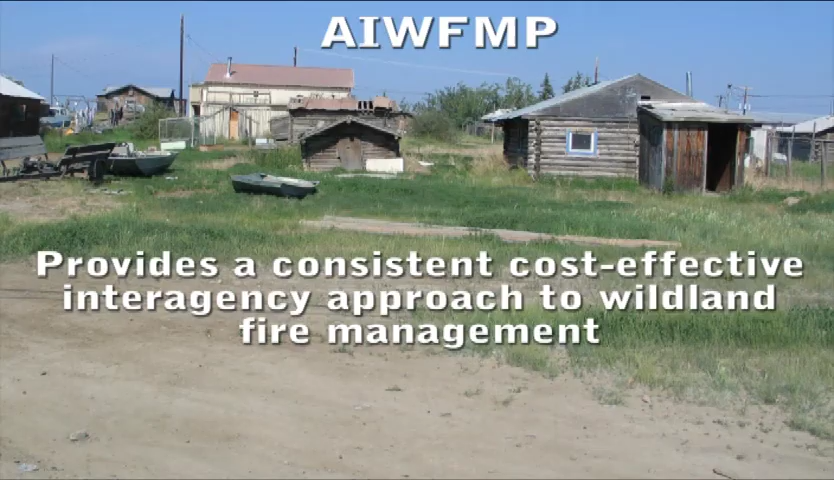 AIWFMP
Provides a consistent cost-effective
interagency approach to wildland
fire management